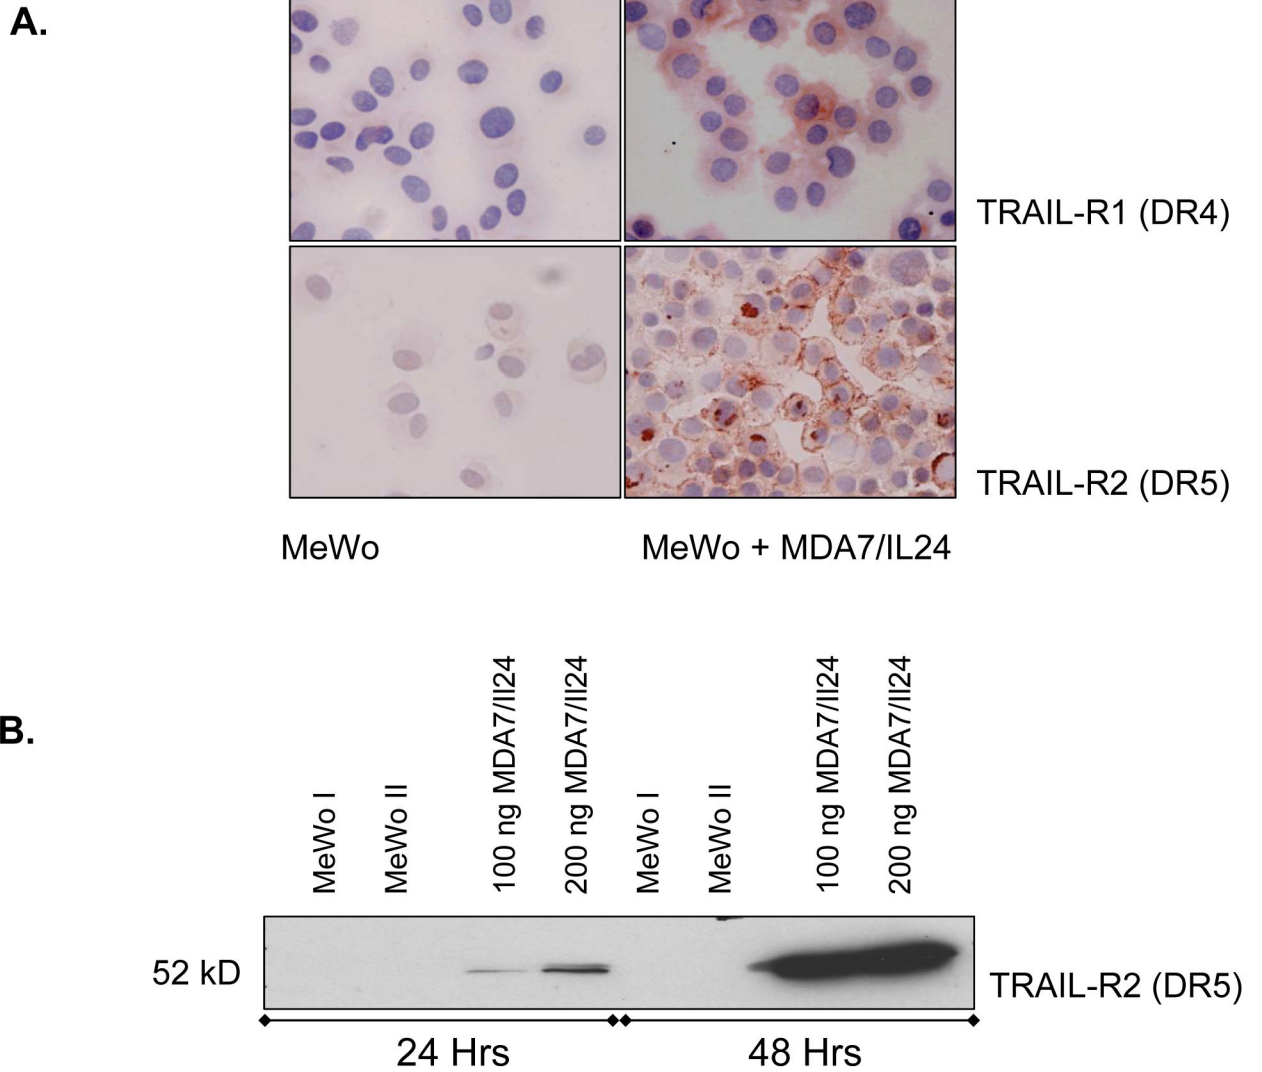 A.
TRAIL-R1 (DR4)
TRAIL-R2 (DR5)
MeWo
MeWo + MDA7/IL24
B.
MeWo I
MeWo II
100 ng MDA7/Il24
200 ng MDA7/Il24
MeWo I
MeWo II
100 ng MDA7/Il24
200 ng MDA7/Il24
52 kD
TRAIL-R2 (DR5)
24 Hrs
48 Hrs